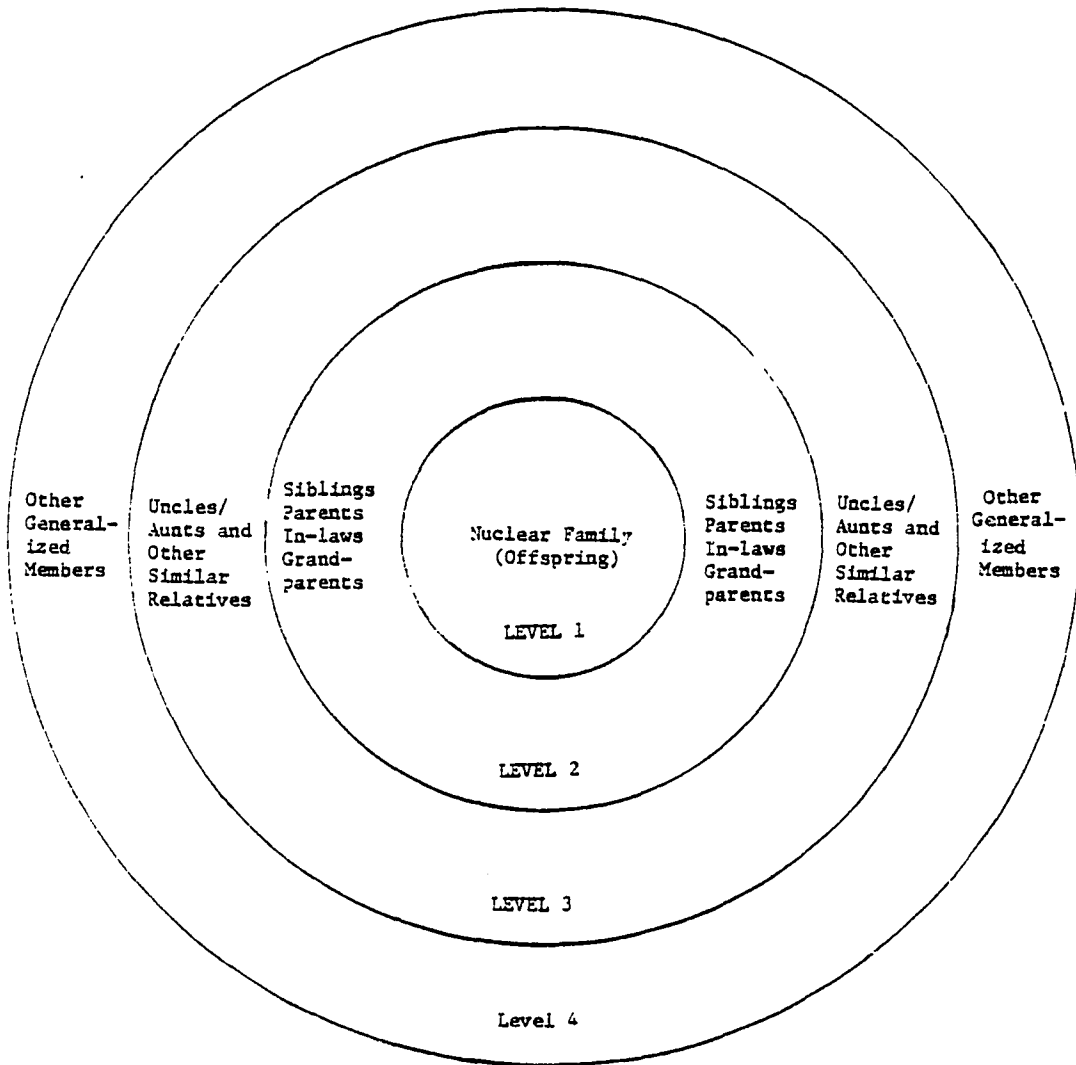 Other
General-
ized
Members
Uncles/
Aunts and
Other
Similar
Relatives
Siblings
Parents
In-laws
Grand-
parents
Nuclear Family
(Offspring)
Siblings
Parents
In-laws
Grand-
parents
Uncles/
Aunts and
Other
Similar
Relatives
Other
General-
ized
Members
LEVEL 1
LEVEL 2
LEVEL 3
Level 4